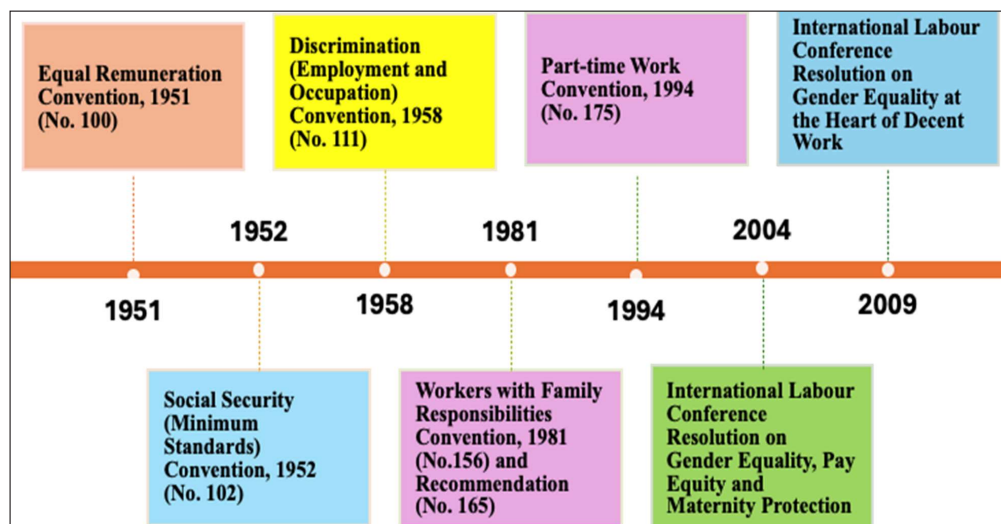 Equal Remuneration
Convention, 1951
(No. 100)
Discrimination
(Employment and
Occupation)
Convention, 1958
(No. 111)
Part-time Work
Convention, 1994
(No. 175)
International Labour
Conference
Resolution on
Gender Equality at
the Heart of Decent
Work
1952
1981
2004
1951
1958
1994
2009
Social Security
(Minimum
Standards)
Convention, 1952
(No. 102)
Workers with Family
Responsibilities
Convention, 1981
(No.156) and
Recommendation
(No. 165)
International Labour
Conference
Resolution on
Gender Equality, Pay
Equity and
Maternity Protection